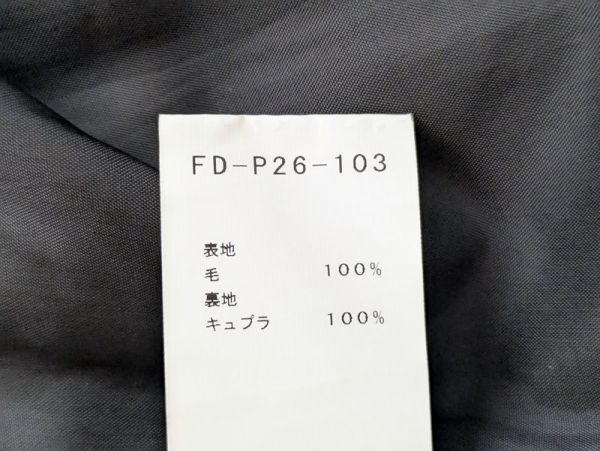 FD-P26-103
表地
毛 100%
裏地
キュプラ 100%